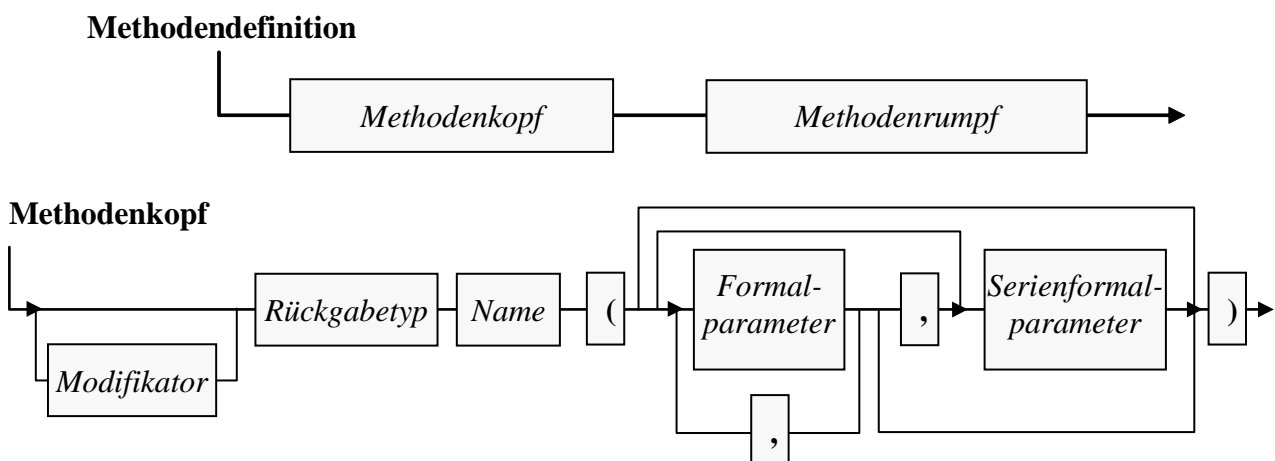 Methodendefinition
Methodenkopf Methodenrumpf
Methodenkopf
Rückgabetyp Name ( Formal-
parameter , Serienformal-
parameter )
Modifikator
,